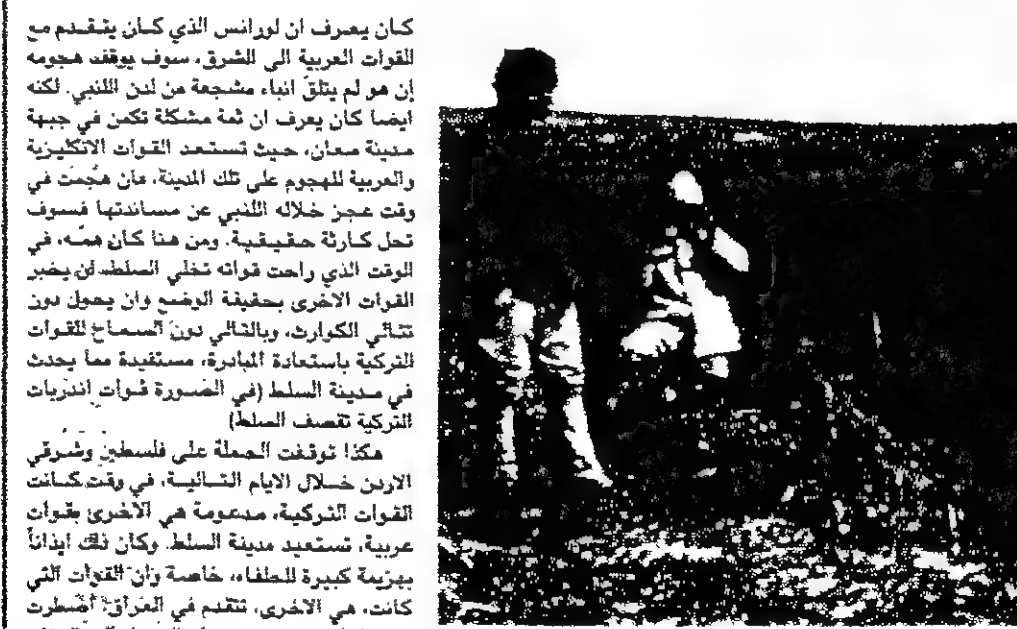 كان يعرف ان لورانس الذي كان يتقدم مع
القوات العربية الى الشرق، سوف يوقف هجومه
إن هو لم يتلقّ انباء مشجعة من لدن اللنبي. لكنه
ايضا كان يعرف ان ثمة مشكلة تكمن في جبهة
مدينة معان، حيث تستعد القوات الانكليزية
والعربية للهجوم على تلك المدينة، فان هجمت في
وقت عجز خلاله اللنبي عن مساندتها فسوف
تحل كارثة حقيقية. ومن هنا كان همّه، في
الوقت الذي راحت قواته تخلي السلط، ان يخبر
القوات الاخرى بحقيقة الوضع وان يحول دون
تتالي الكوارث، وبالتالي دون السماح للقوات
التركية باستعادة المبادرة، مستفيدة مما يحدث
في مدينة السلط (في الصورة قوات اندريات
التركية تقصف السلط)
هكذا توقفت الحملة على فلسطين وشرقي
الاردن خلال الايام التالية، في وقت كانت
القوات التركية، مدعومة هي الاخرى بقوات
عربية، تستعيد مدينة السلط. وكان ذلك ايذاناً
بهزيمة كبيرة للحلفاء، خاصة وان القوات التي
كانت، هي الاخرى، تتقدم في العراق، اضطرت